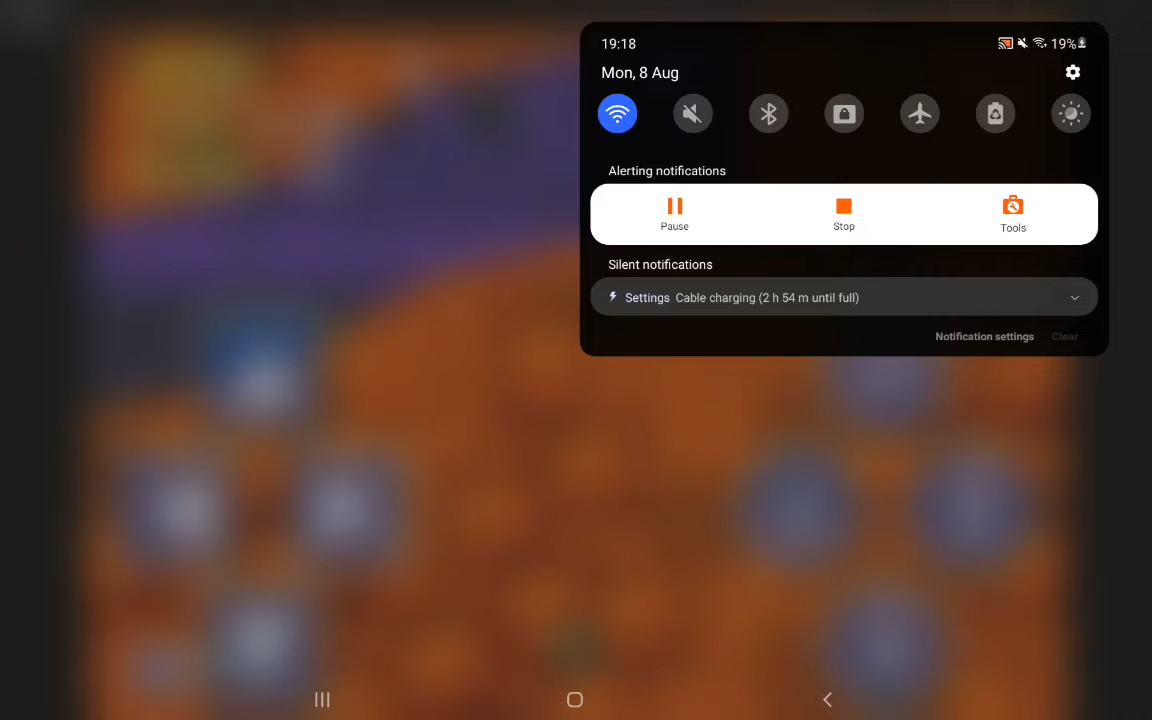 19:18
19%
Mon, 8 Aug
Alerting notifications
Pause
Stop
Tools
Silent notifications
Settings Cable charging (2 h 54 m until full)
Notification settings
Clear